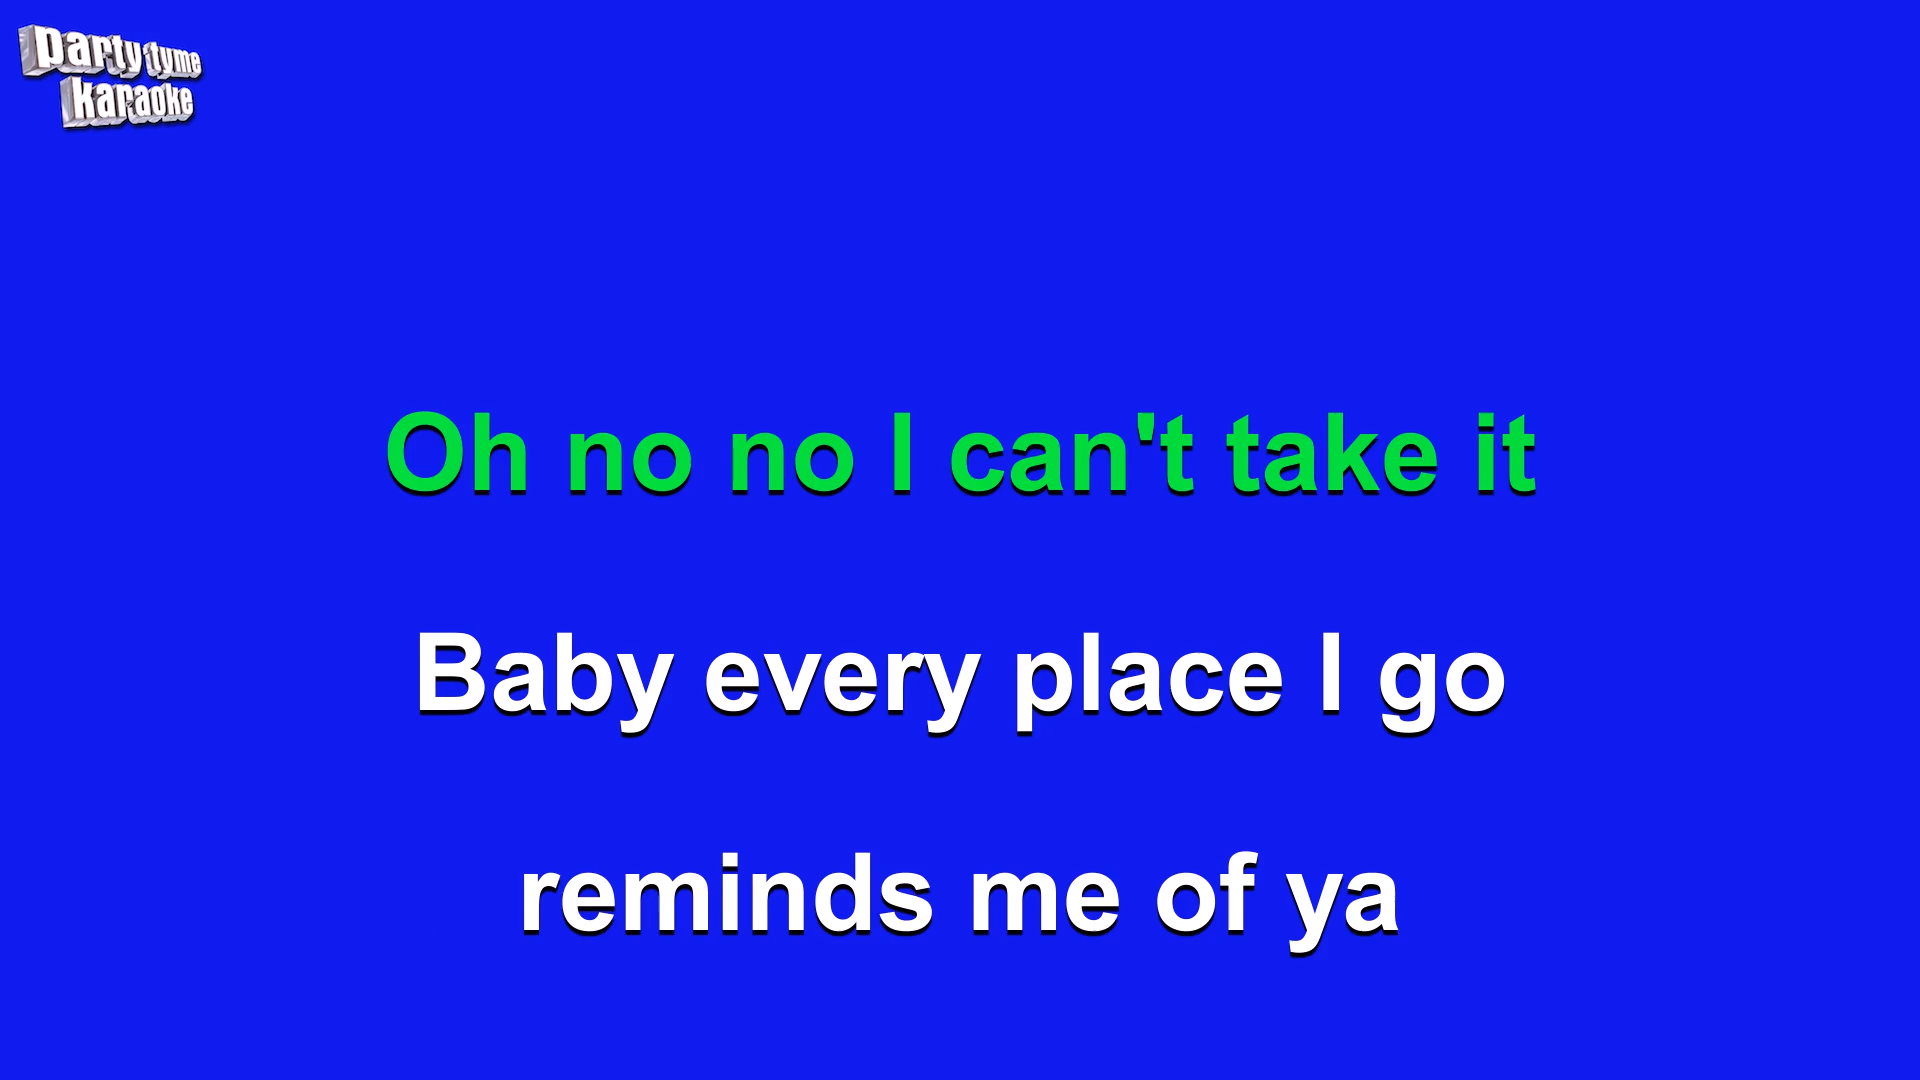 party tyme
karaoke
Oh no no I can't take it
Baby every place I go
reminds me of ya